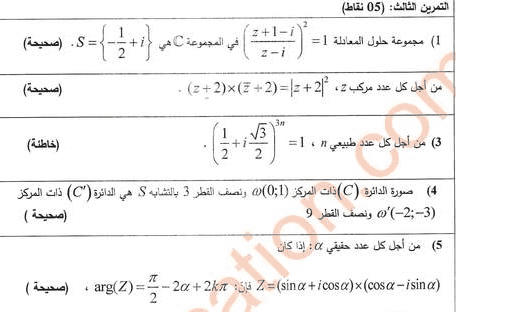 التمرين الثالث: (05 نقاط)
1) مجموعة حلول المعادلة $\left(\frac{z+1-i}{z-i}\right)^2=1$ في المجموعة ℂ هي $S=\left\{-\frac{1}{2}+i\right\}$ . (صحيحة)
من أجل كل عدد مركب z ، $(z+2)\times(\overline{z}+2)=|z+2|^2$ . (صحيحة)
3) من أجل كل عدد طبيعي n ، $\left(\frac{1}{2}+i\frac{\sqrt{3}}{2}\right)^{3n}=1$ . (خاطئة)
4) صورة الدائرة (C) ذات المركز ω(0;1) ونصف القطر 3 بالتشابه S هي الدائرة (C′) ذات المركز
ω′(−2;−3) ونصف القطر 9 (صحيحة )
5) من أجل كل عدد حقيقي α : إذا كان
$Z=(\sin\alpha+i\cos\alpha)\times(\cos\alpha-i\sin\alpha)$ فإن: $\arg(Z)=\frac{\pi}{2}-2\alpha+2k\pi$ ، (صحيحة )
ation com